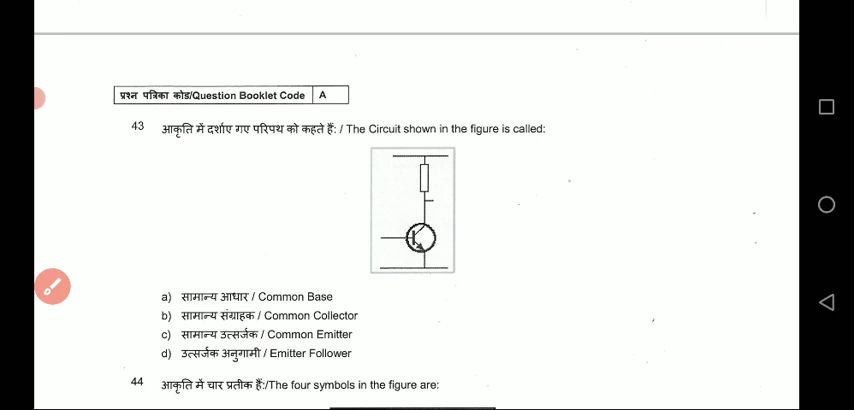 प्रश्न पत्रिका कोड/Question Booklet Code A
43 आकृति में दर्शाए गए परिपथ को कहते हैं: / The Circuit shown in the figure is called:
a) सामान्य आधार / Common Base
b) सामान्य संग्राहक / Common Collector
c) सामान्य उत्सर्जक / Common Emitter
d) उत्सर्जक अनुगामी / Emitter Follower
44 आकृति में चार प्रतीक हैं:/The four symbols in the figure are: